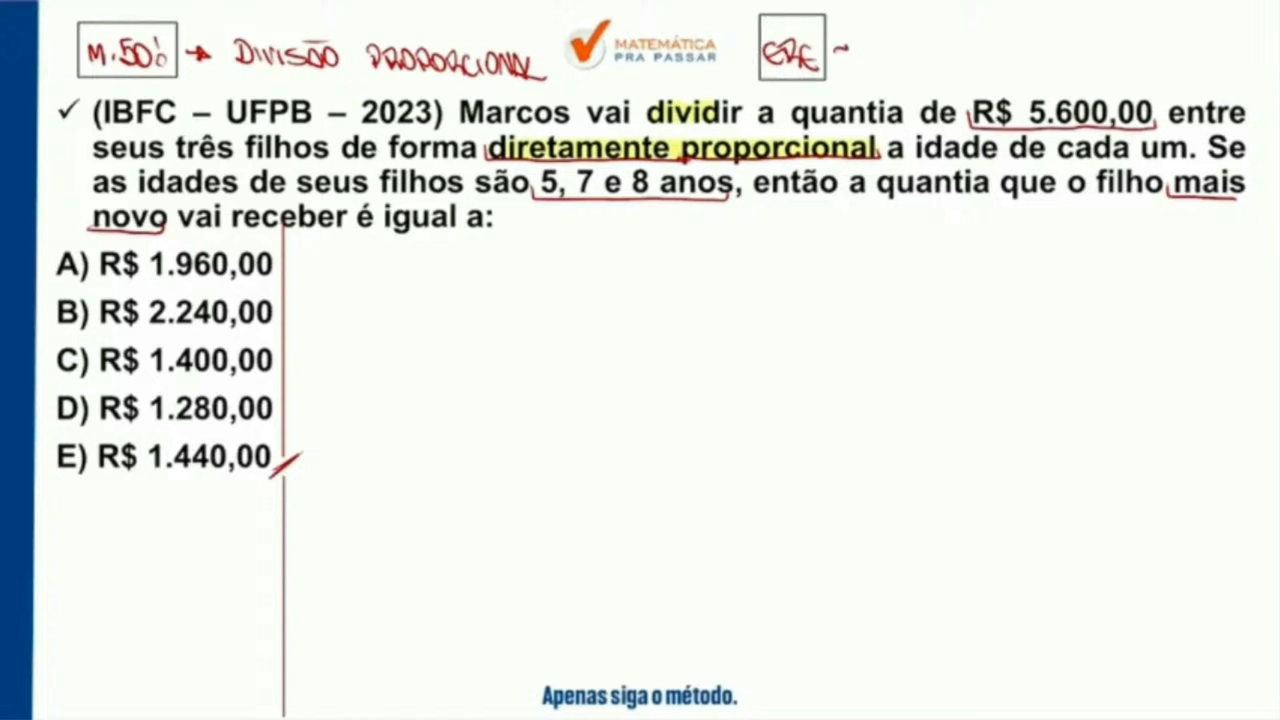 M.50% → DIVISÃO PROPORCIONAL
MATEMÁTICA
PRA PASSAR
✓ (IBFC – UFPB – 2023) Marcos vai dividir a quantia de R$ 5.600,00 entre
seus três filhos de forma diretamente proporcional a idade de cada um. Se
as idades de seus filhos são 5, 7 e 8 anos, então a quantia que o filho mais
novo vai receber é igual a:
A) R$ 1.960,00
B) R$ 2.240,00
C) R$ 1.400,00
D) R$ 1.280,00
E) R$ 1.440,00
Apenas siga o método.